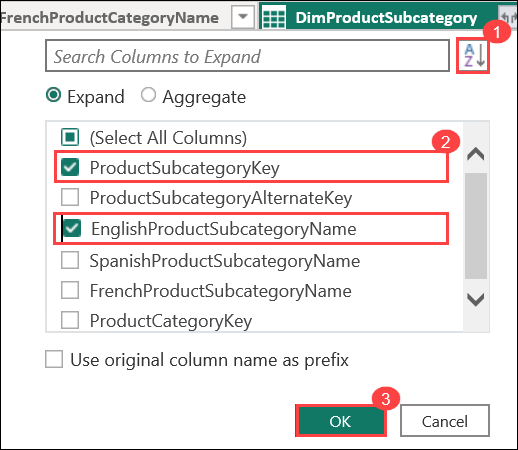 FrenchProductCategoryName DimProductSubcategory
1
Search Columns to Expand A Z
Expand Aggregate
(Select All Columns) 2
ProductSubcategoryKey
ProductSubcategoryAlternateKey
EnglishProductSubcategoryName
SpanishProductSubcategoryName
FrenchProductSubcategoryName
ProductCategoryKey
Use original column name as prefix
3
OK Cancel